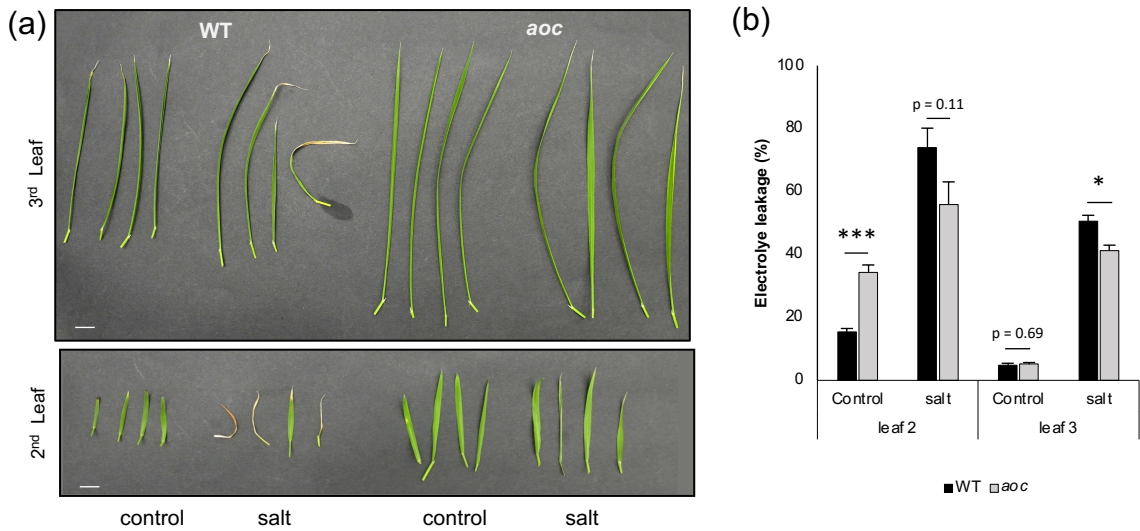 (a)
WT
aoc
3rd Leaf
2nd Leaf
control
salt
control
salt
(b)
Electrolye leakage (%)
100
80
60
40
20
0
***
p = 0.11
p = 0.69
*
Control
salt
Control
salt
leaf 2
leaf 3
WT
aoc